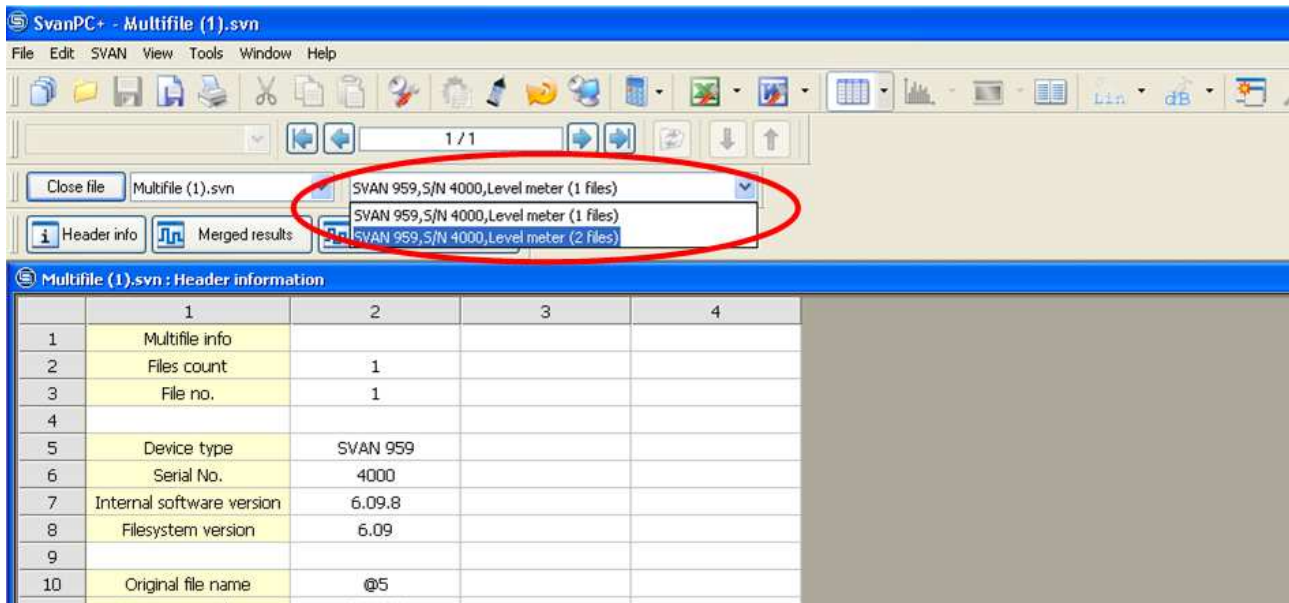 SvanPC+ - Multifile (1).svn
File Edit SVAN View Tools Window Help
Lin dB
1/1
Close file Multifile (1).svn SVAN 959,S/N 4000,Level meter (1 files)
SVAN 959,S/N 4000,Level meter (1 files)
Header info Merged results SVAN 959,S/N 4000,Level meter (2 files)
Multifile (1).svn : Header information
1 2 3 4
1 Multifile info
2 Files count 1
3 File no. 1
4
5 Device type SVAN 959
6 Serial No. 4000
7 Internal software version 6.09.8
8 Filesystem version 6.09
9
10 Original file name @5